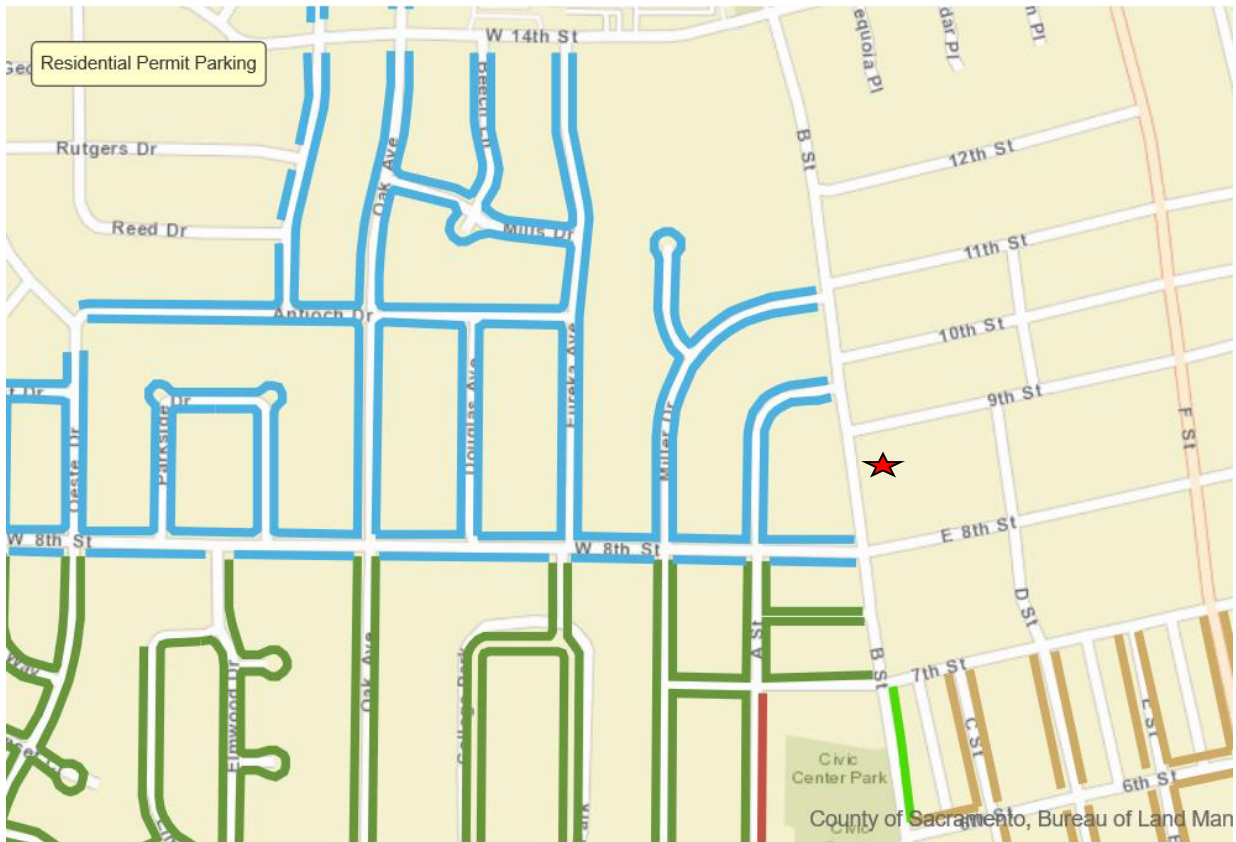 W 14th St
Residential Permit Parking
Rutgers Dr
Reed Dr
Oak Ave
Mills Dr
Antioch Dr
B St
12th St
11th St
10th St
9th St
F St
E 8th St
D St
7th St
Parkside Dr
Oeste Dr
Douglas Ave
Eureka Ave
Miller Dr
W 8th St
W 8th St
Elmwood Dr
Oak Ave
A St
B St
C St
6th St
Civic
Center Park
County of Sacramento, Bureau of Land Man